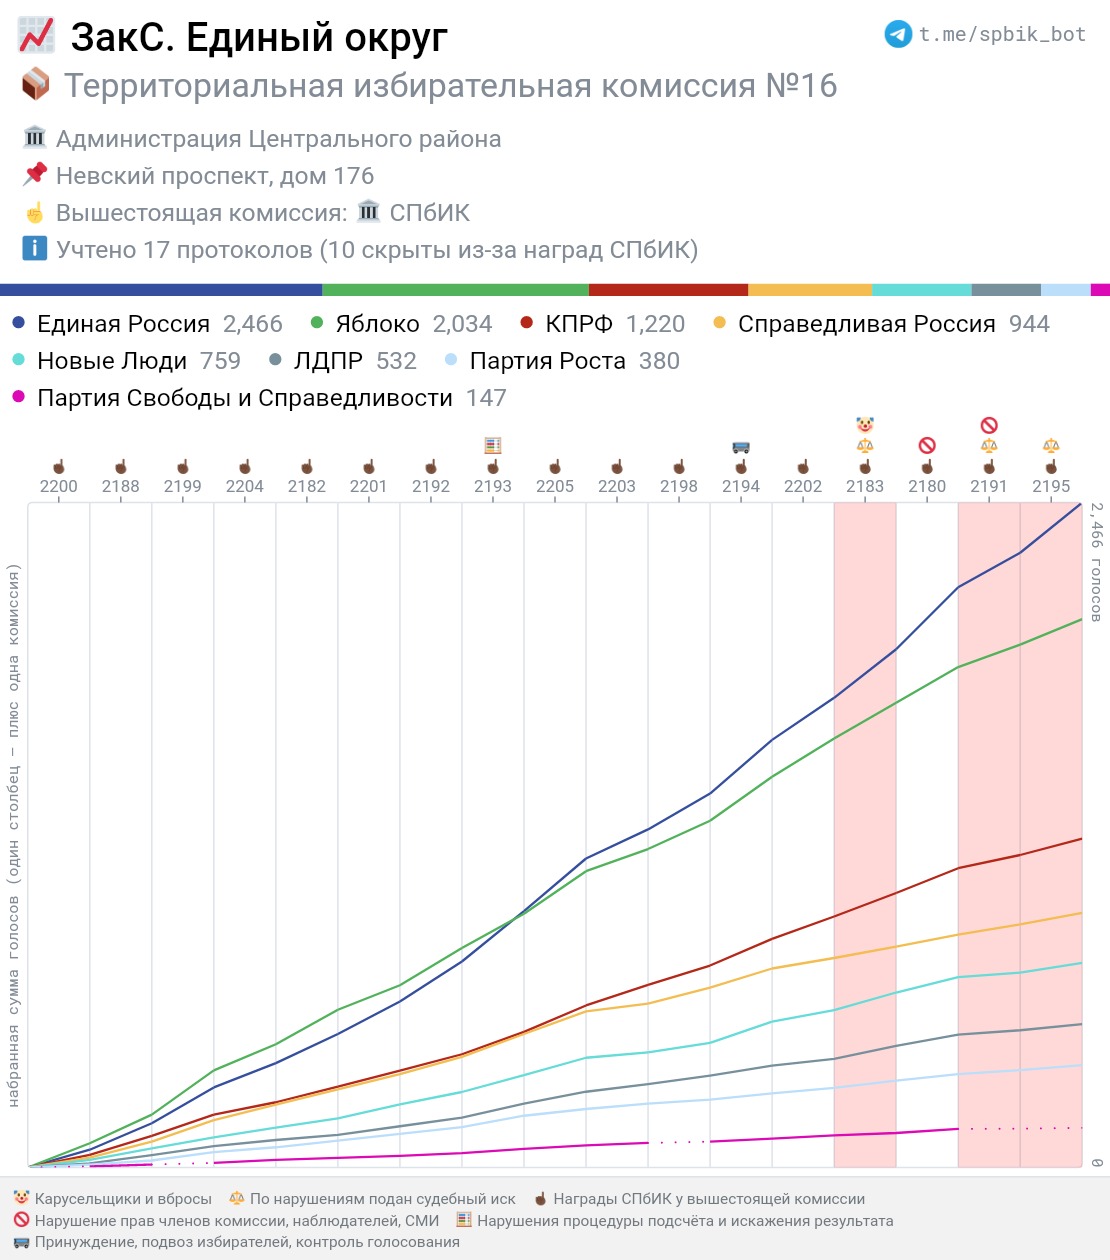 ЗакС. Единый округ
t.me/spbik_bot
Территориальная избирательная комиссия №16
Администрация Центрального района
Невский проспект, дом 176
Вышестоящая комиссия: СПбИК
Учтено 17 протоколов (10 скрыты из-за наград СПбИК)
Единая Россия 2,466 Яблоко 2,034 КПРФ 1,220 Справедливая Россия 944
Новые Люди 759 ЛДПР 532 Партия Роста 380
Партия Свободы и Справедливости 147
2200 2188 2199 2204 2182 2201 2192 2193 2205 2203 2198 2194 2202 2183 2180 2191 2195
набранная сумма голосов (один столбец – плюс одна комиссия)
2,466 голосов
0
Карусельщики и вбросы По нарушениям подан судебный иск Награды СПбИК у вышестоящей комиссии
Нарушение прав членов комиссии, наблюдателей, СМИ Нарушения процедуры подсчёта и искажения результата
Принуждение, подвоз избирателей, контроль голосования